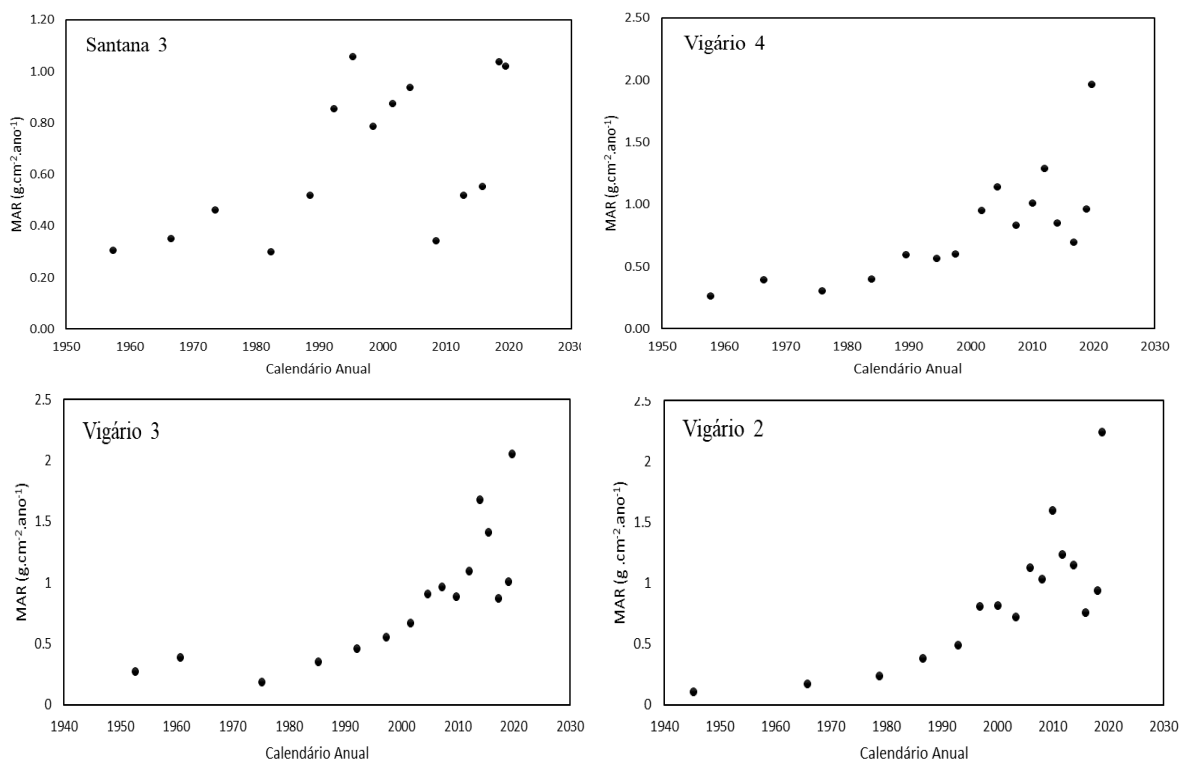 Santana 3
MAR (g.cm⁻².ano⁻¹)
1.20
1.00
0.80
0.60
0.40
0.20
0.00
1950 1960 1970 1980 1990 2000 2010 2020 2030
Calendário Anual
Vigário 4
MAR (g.cm⁻².ano⁻¹)
2.50
2.00
1.50
1.00
0.50
0.00
1950 1960 1970 1980 1990 2000 2010 2020 2030
Calendário Anual
Vigário 3
MAR (g.cm⁻².ano⁻¹)
2.5
2
1.5
1
0.5
0
1940 1950 1960 1970 1980 1990 2000 2010 2020 2030
Calendário Anual
Vigário 2
MAR (g .cm⁻².ano⁻¹)
2.5
2
1.5
1
0.5
0
1940 1950 1960 1970 1980 1990 2000 2010 2020 2030
Calendário Anual